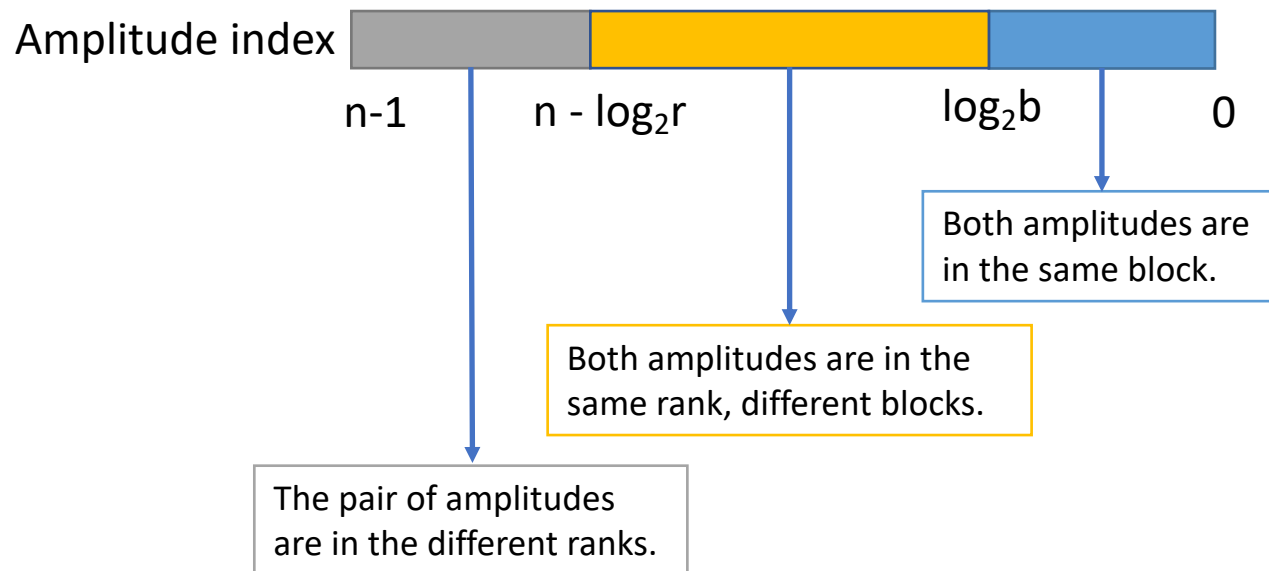 Amplitude index
n-1 n - log₂r log₂b 0
Both amplitudes are
in the same block.
Both amplitudes are in the
same rank, different blocks.
The pair of amplitudes
are in the different ranks.